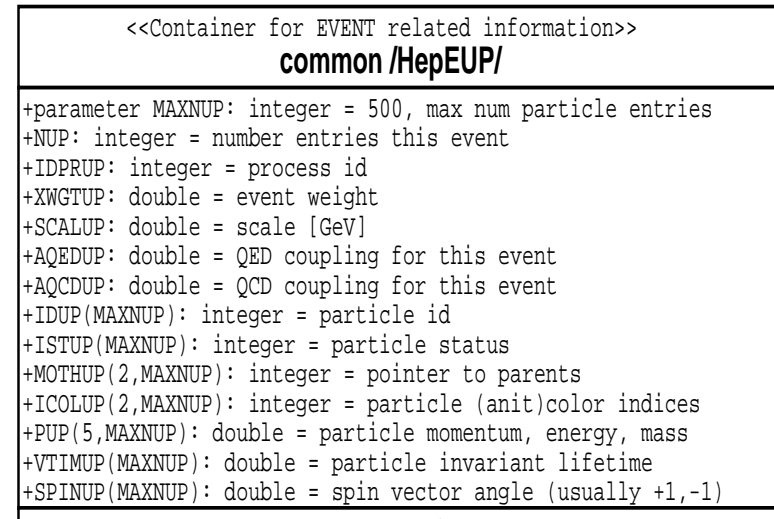 <<Container for EVENT related information>>
common /HepEUP/
+parameter MAXNUP: integer = 500, max num particle entries
+NUP: integer = number entries this event
+IDPRUP: integer = process id
+XWGTUP: double = event weight
+SCALUP: double = scale [GeV]
+AQEDUP: double = QED coupling for this event
+AQCDUP: double = QCD coupling for this event
+IDUP(MAXNUP): integer = particle id
+ISTUP(MAXNUP): integer = particle status
+MOTHUP(2,MAXNUP): integer = pointer to parents
+ICOLUP(2,MAXNUP): integer = particle (anit)color indices
+PUP(5,MAXNUP): double = particle momentum, energy, mass
+VTIMUP(MAXNUP): double = particle invariant lifetime
+SPINUP(MAXNUP): double = spin vector angle (usually +1,-1)